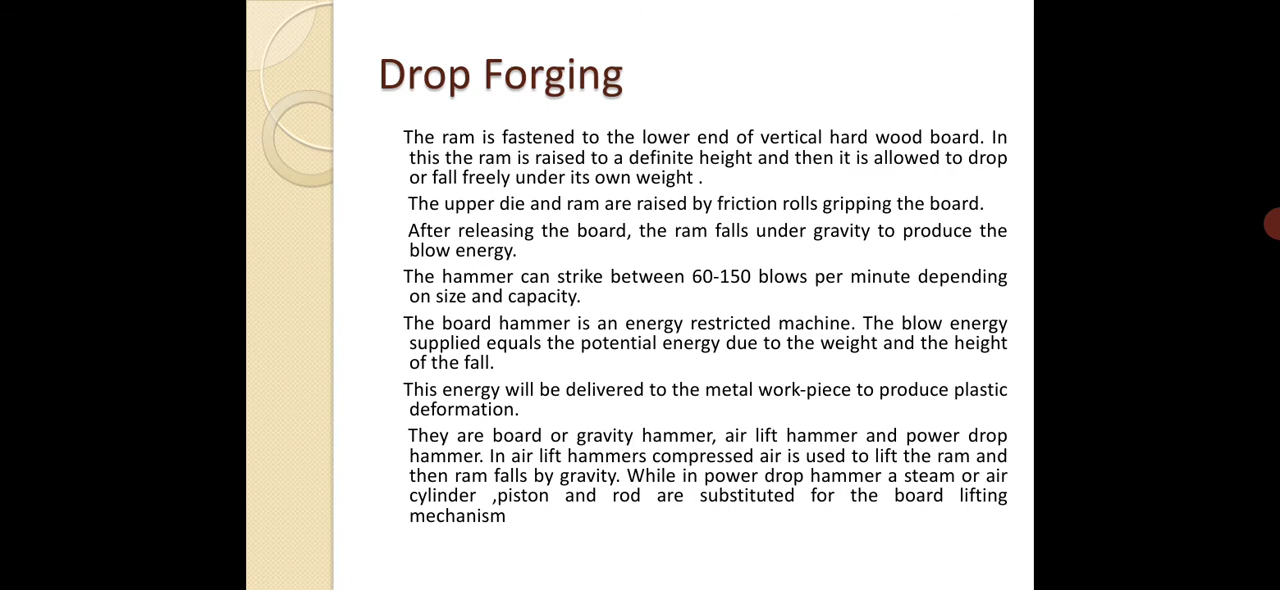 Drop Forging
The ram is fastened to the lower end of vertical hard wood board. In
this the ram is raised to a definite height and then it is allowed to drop
or fall freely under its own weight .
The upper die and ram are raised by friction rolls gripping the board.
After releasing the board, the ram falls under gravity to produce the
blow energy.
The hammer can strike between 60-150 blows per minute depending
on size and capacity.
The board hammer is an energy restricted machine. The blow energy
supplied equals the potential energy due to the weight and the height
of the fall.
This energy will be delivered to the metal work-piece to produce plastic
deformation.
They are board or gravity hammer, air lift hammer and power drop
hammer. In air lift hammers compressed air is used to lift the ram and
then ram falls by gravity. While in power drop hammer a steam or air
cylinder ,piston and rod are substituted for the board lifting
mechanism